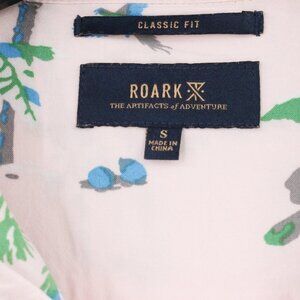 CLASSIC FIT
ROARK
THE ARTIFACTS of ADVENTURE
S
MADE IN
CHINA